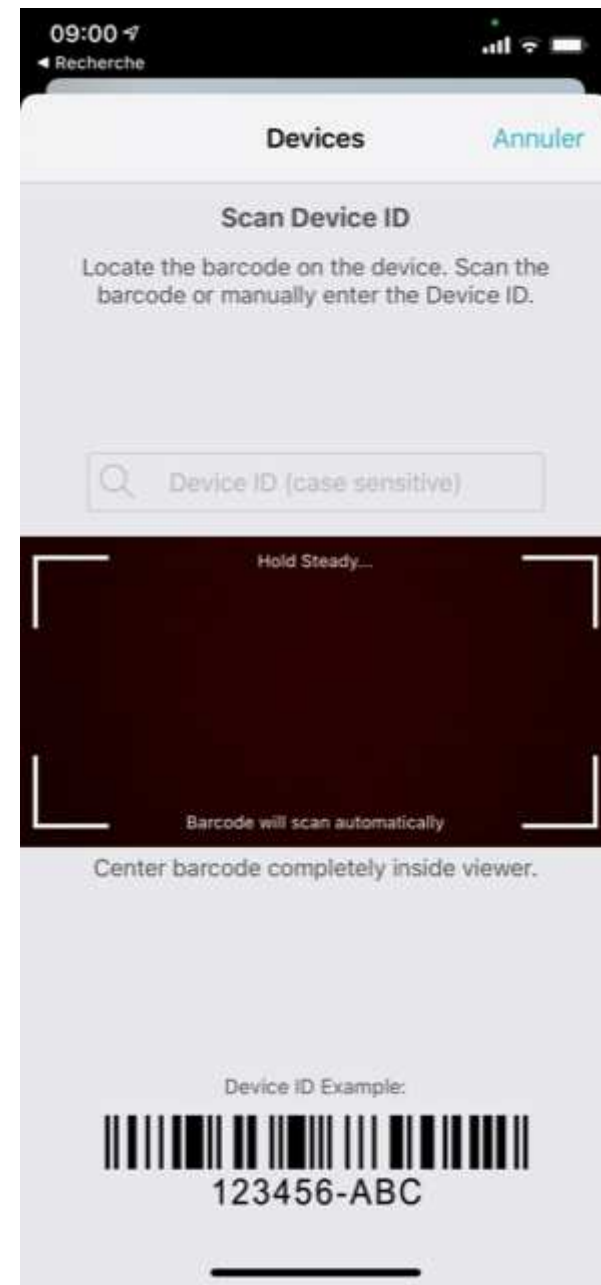 09:00
Recherche
Devices
Annuler
Scan Device ID
Locate the barcode on the device. Scan the
barcode or manually enter the Device ID.
Device ID (case sensitive)
Hold Steady...
Barcode will scan automatically
Center barcode completely inside viewer.
Device ID Example:
123456-ABC